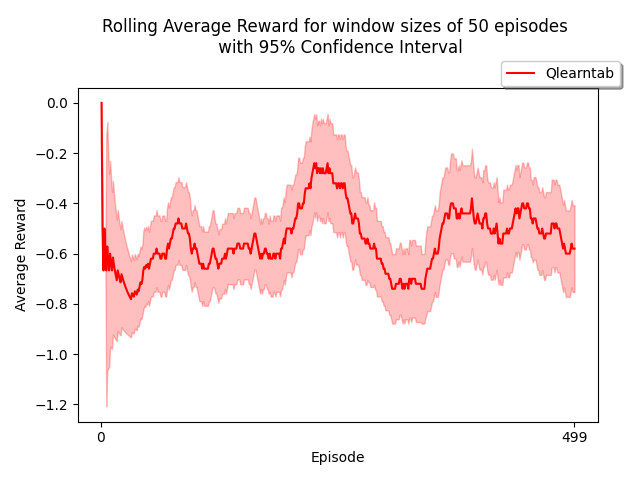 Rolling Average Reward for window sizes of 50 episodes
with 95% Confidence Interval
Qlearntab
0.0
−0.2
−0.4
−0.6
−0.8
−1.0
−1.2
Average Reward
0
499
Episode